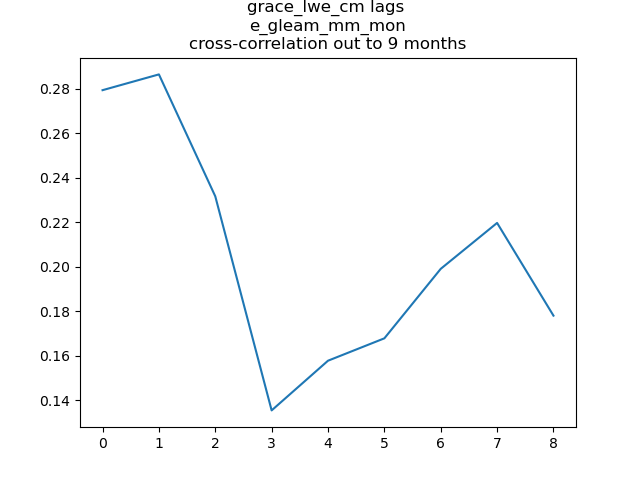 grace_lwe_cm lags
e_gleam_mm_mon
cross-correlation out to 9 months
0.28
0.26
0.24
0.22
0.20
0.18
0.16
0.14
0 1 2 3 4 5 6 7 8